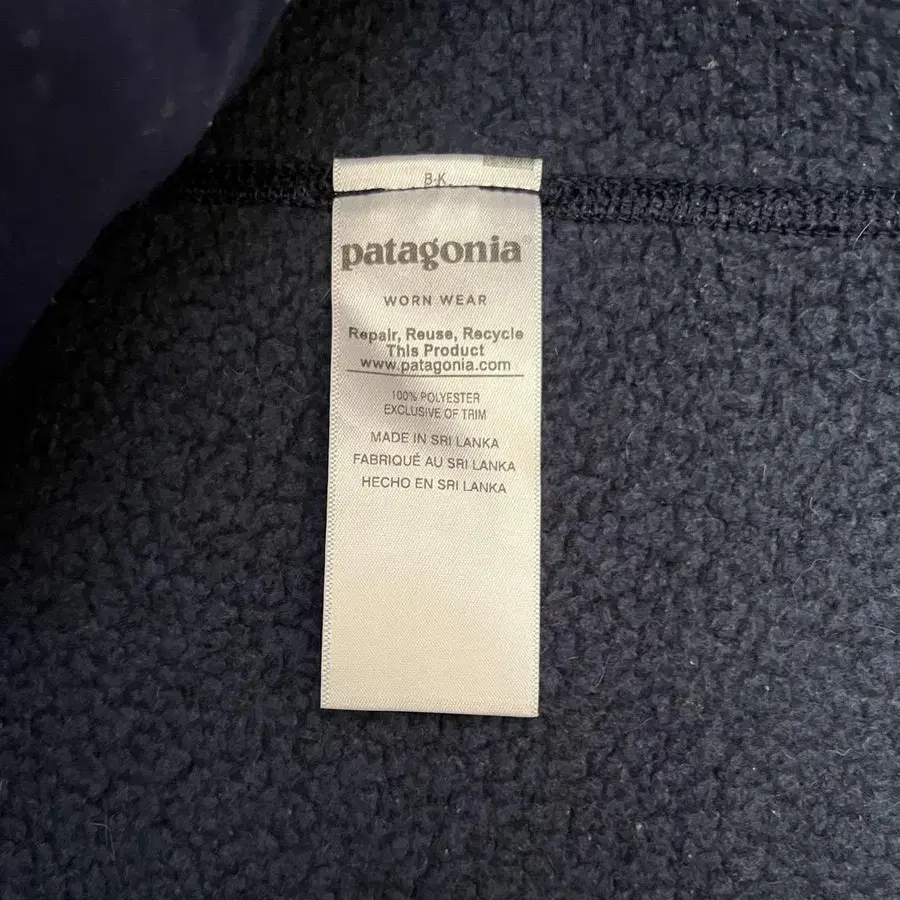 B-K.
patagonia®
WORN WEAR
Repair, Reuse, Recycle
This Product
www.patagonia.com
100% POLYESTER
EXCLUSIVE OF TRIM
MADE IN SRI LANKA
FABRIQUÉ AU SRI LANKA
HECHO EN SRI LANKA